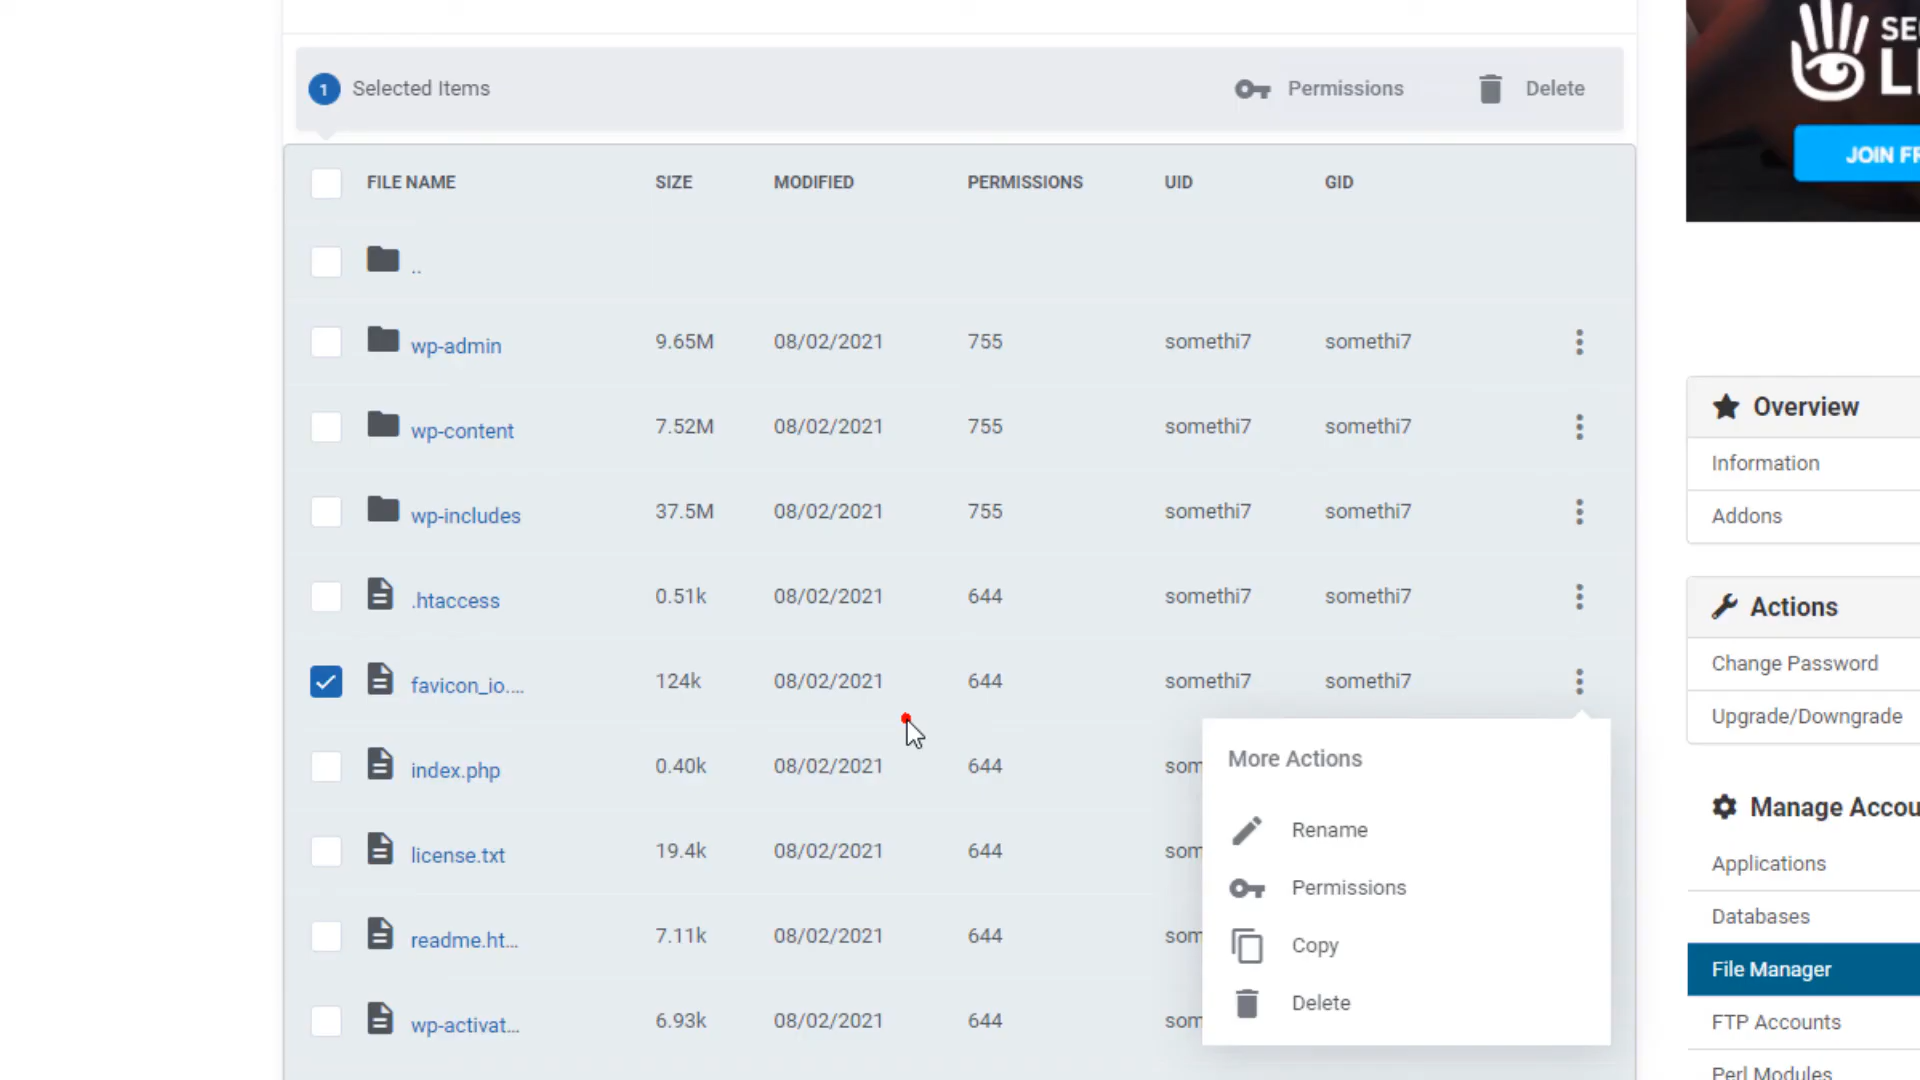 1 Selected Items Permissions Delete
FILE NAME SIZE MODIFIED PERMISSIONS UID GID
..
wp-admin 9.65M 08/02/2021 755 somethi7 somethi7
wp-content 7.52M 08/02/2021 755 somethi7 somethi7
wp-includes 37.5M 08/02/2021 755 somethi7 somethi7
.htaccess 0.51k 08/02/2021 644 somethi7 somethi7
favicon_io.... 124k 08/02/2021 644 somethi7 somethi7
index.php 0.40k 08/02/2021 644 som
license.txt 19.4k 08/02/2021 644 som
readme.ht... 7.11k 08/02/2021 644 som
wp-activat... 6.93k 08/02/2021 644 som
More Actions
Rename
Permissions
Copy
Delete
SE
LI
JOIN FR
Overview
Information
Addons
Actions
Change Password
Upgrade/Downgrade
Manage Accou
Applications
Databases
File Manager
FTP Accounts
Perl Modules